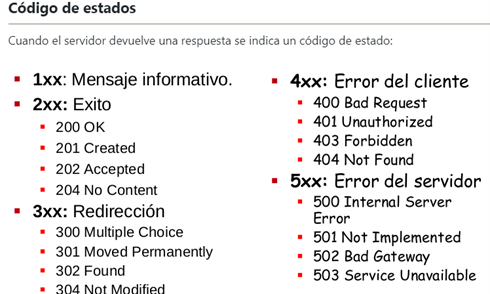 Código de estados
Cuando el servidor devuelve una respuesta se indica un código de estado:
1xx: Mensaje informativo.
2xx: Exito
200 OK
201 Created
202 Accepted
204 No Content
3xx: Redirección
300 Multiple Choice
301 Moved Permanently
302 Found
304 Not Modified
4xx: Error del cliente
400 Bad Request
401 Unauthorized
403 Forbidden
404 Not Found
5xx: Error del servidor
500 Internal Server
Error
501 Not Implemented
502 Bad Gateway
503 Service Unavailable